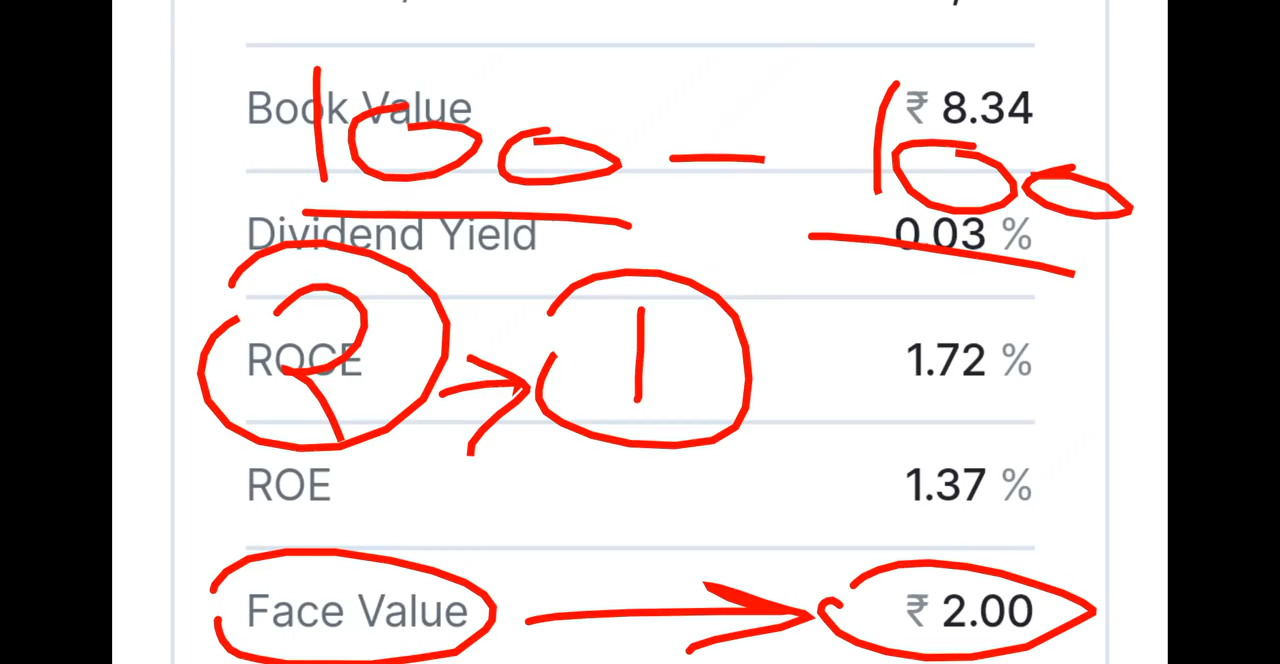 Book Value ₹ 8.34
100 — 100
Dividend Yield 0.03 %
2 → 1
ROCE 1.72 %
ROE 1.37 %
Face Value → ₹ 2.00